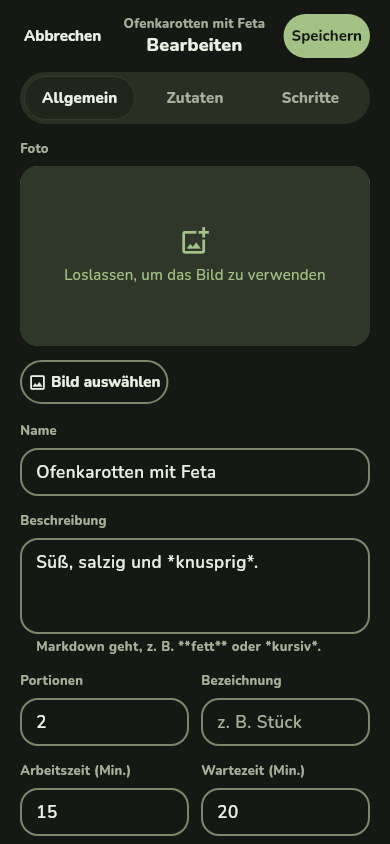 Abbrechen
Ofenkarotten mit Feta
Bearbeiten
Speichern
Allgemein
Zutaten
Schritte
Foto
Loslassen, um das Bild zu verwenden
Bild auswählen
Name
Ofenkarotten mit Feta
Beschreibung
Süß, salzig und *knusprig*.
Markdown geht, z. B. **fett** oder *kursiv*.
Portionen
Bezeichnung
2
z. B. Stück
Arbeitszeit (Min.)
Wartezeit (Min.)
15
20